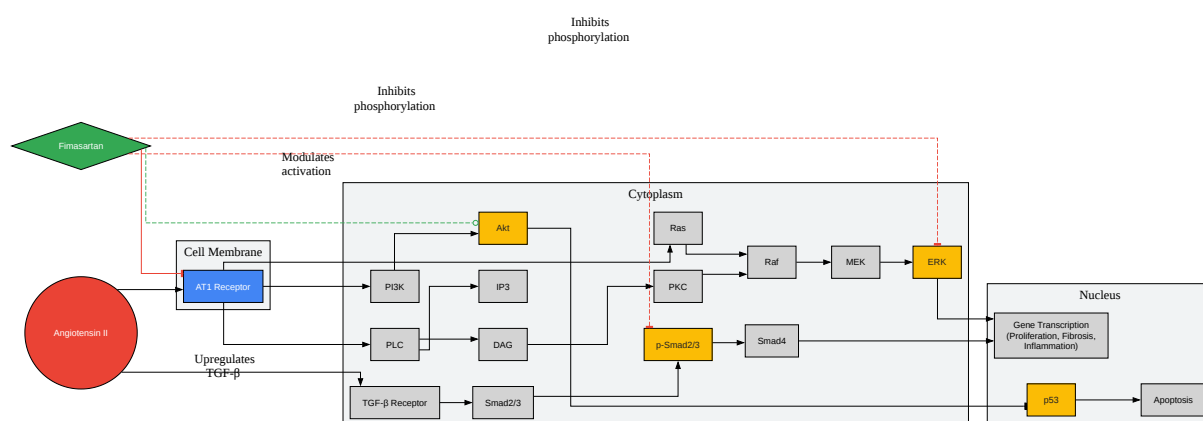 Inhibits
phosphorylation
Inhibits
phosphorylation
Fimasartan
Modulates
activation
Cytoplasm
Akt
Ras
Cell Membrane
Raf
MEK
ERK
AT1 Receptor
PI3K
IP3
PKC
Nucleus
Angiotensin II
Gene Transcription
(Proliferation, Fibrosis,
Inflammation)
PLC
DAG
p-Smad2/3
Smad4
Upregulates
TGF-β
TGF-β Receptor
Smad2/3
p53
Apoptosis